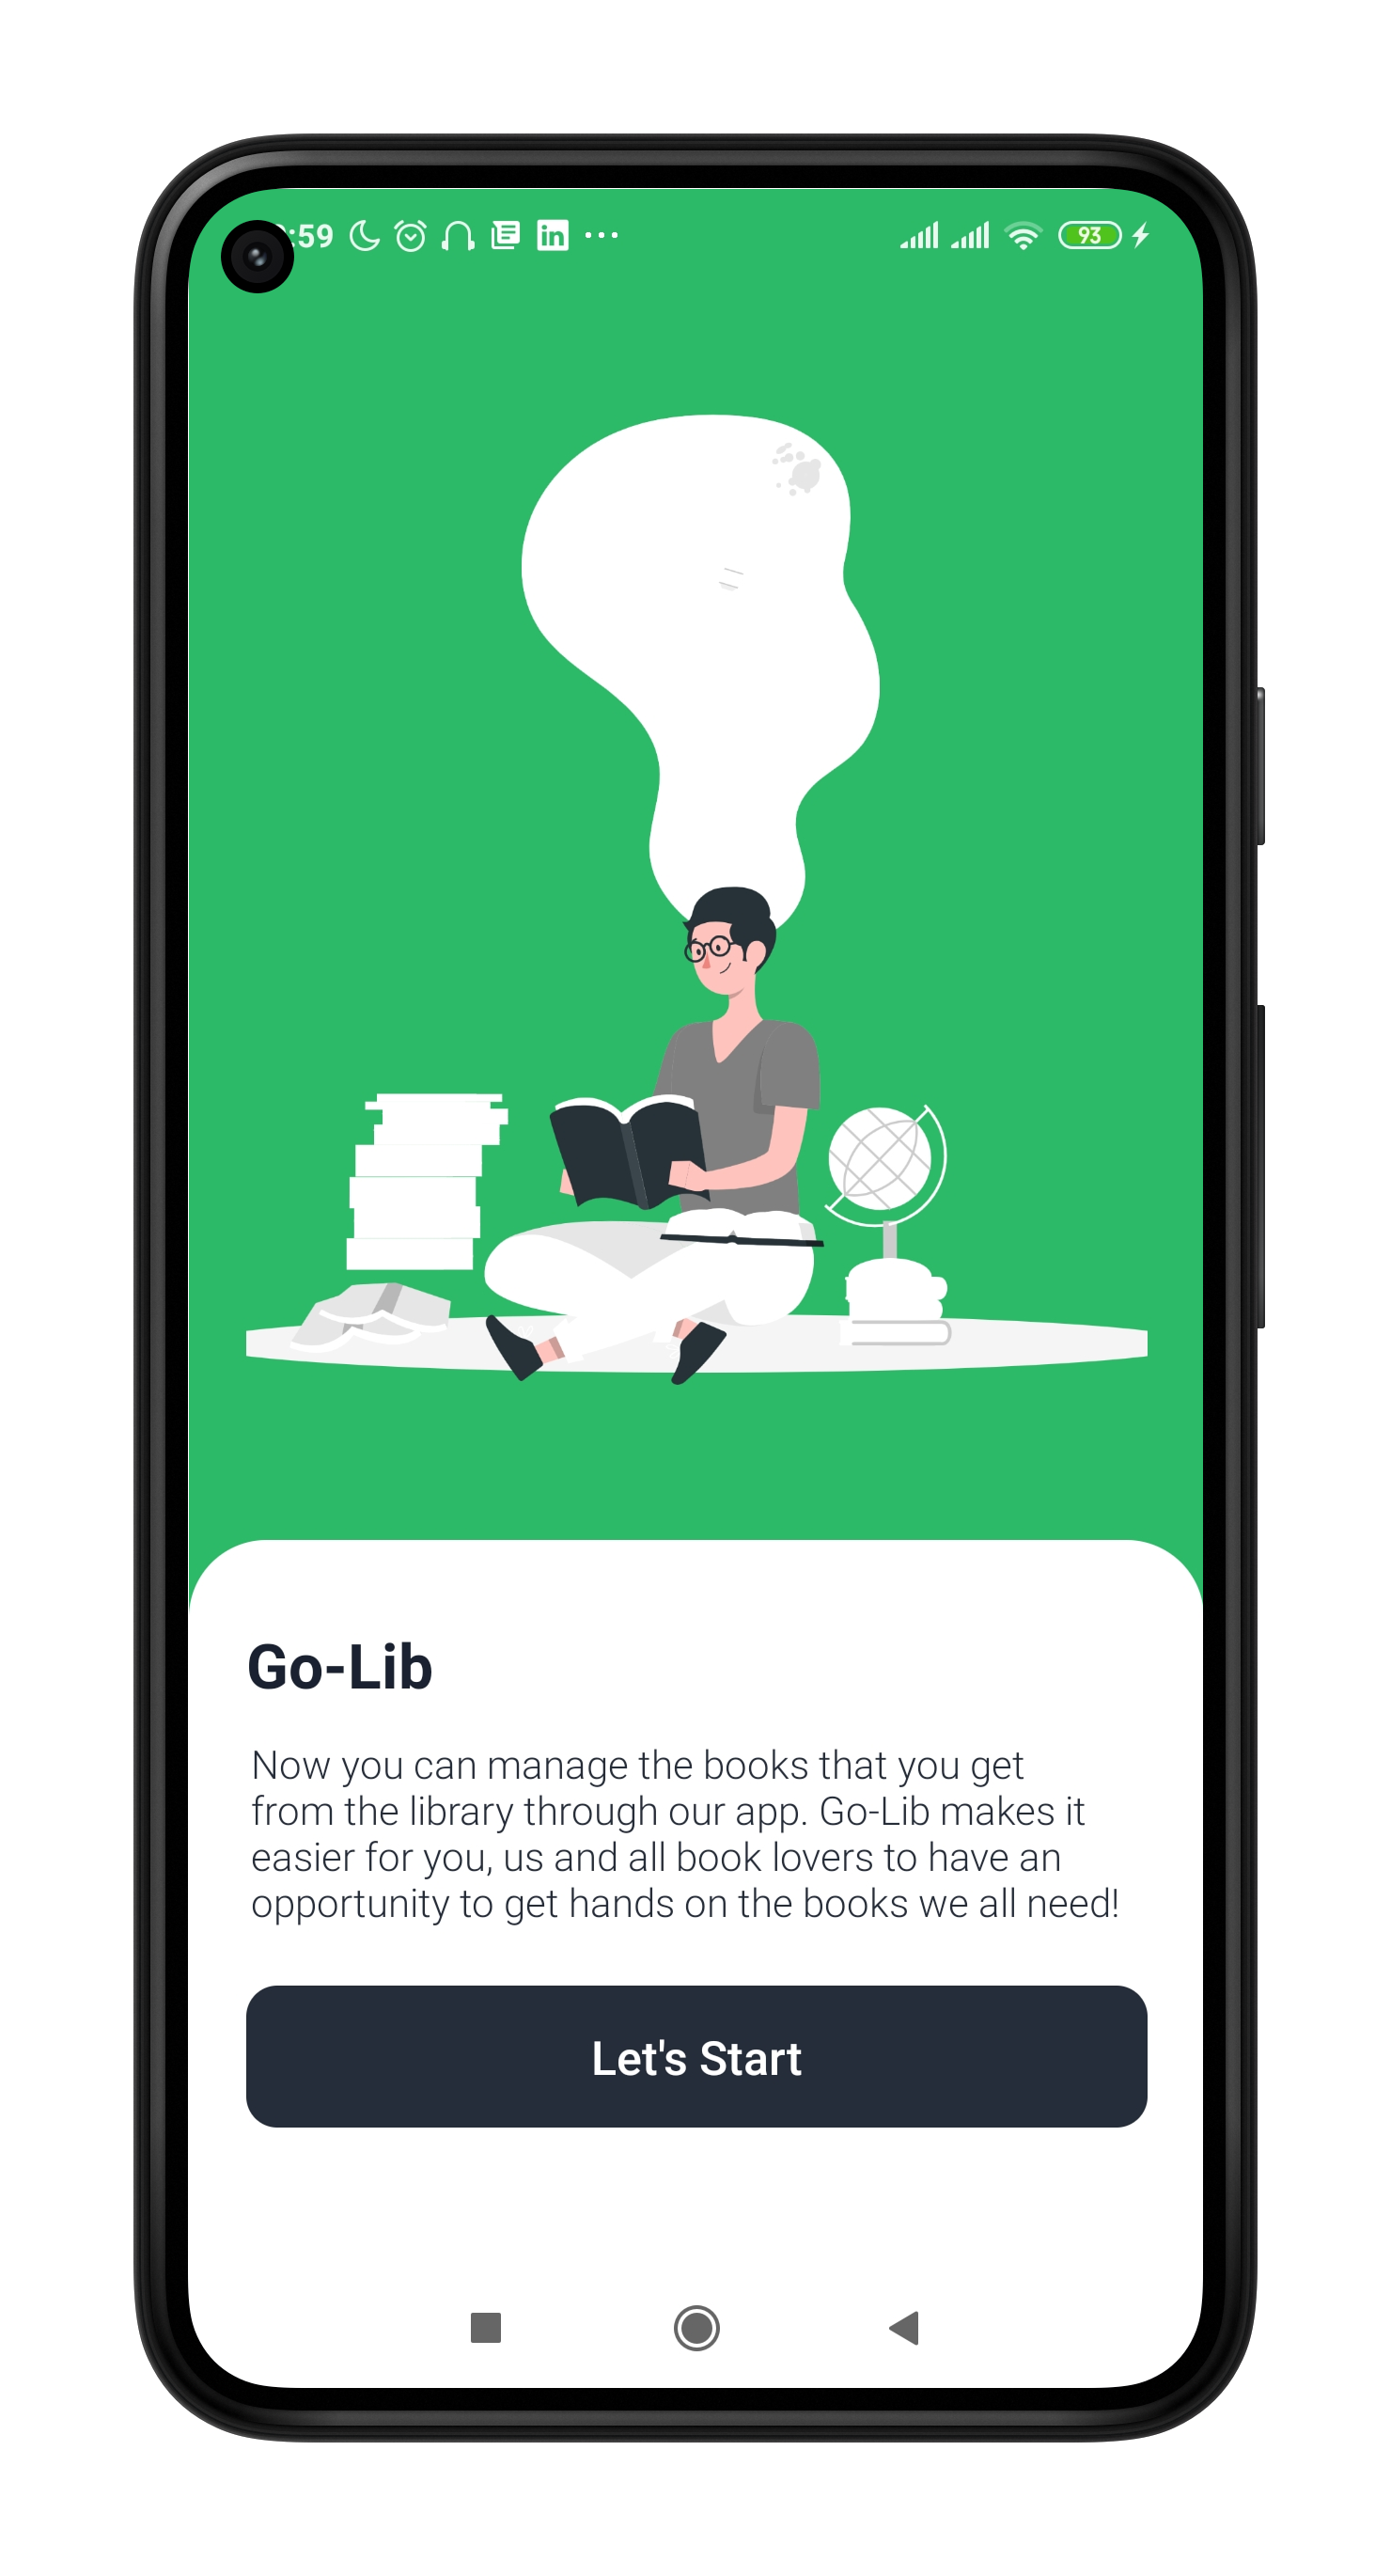 :59 in ... 93
Go-Lib
Now you can manage the books that you get
from the library through our app. Go-Lib makes it
easier for you, us and all book lovers to have an
opportunity to get hands on the books we all need!
Let's Start